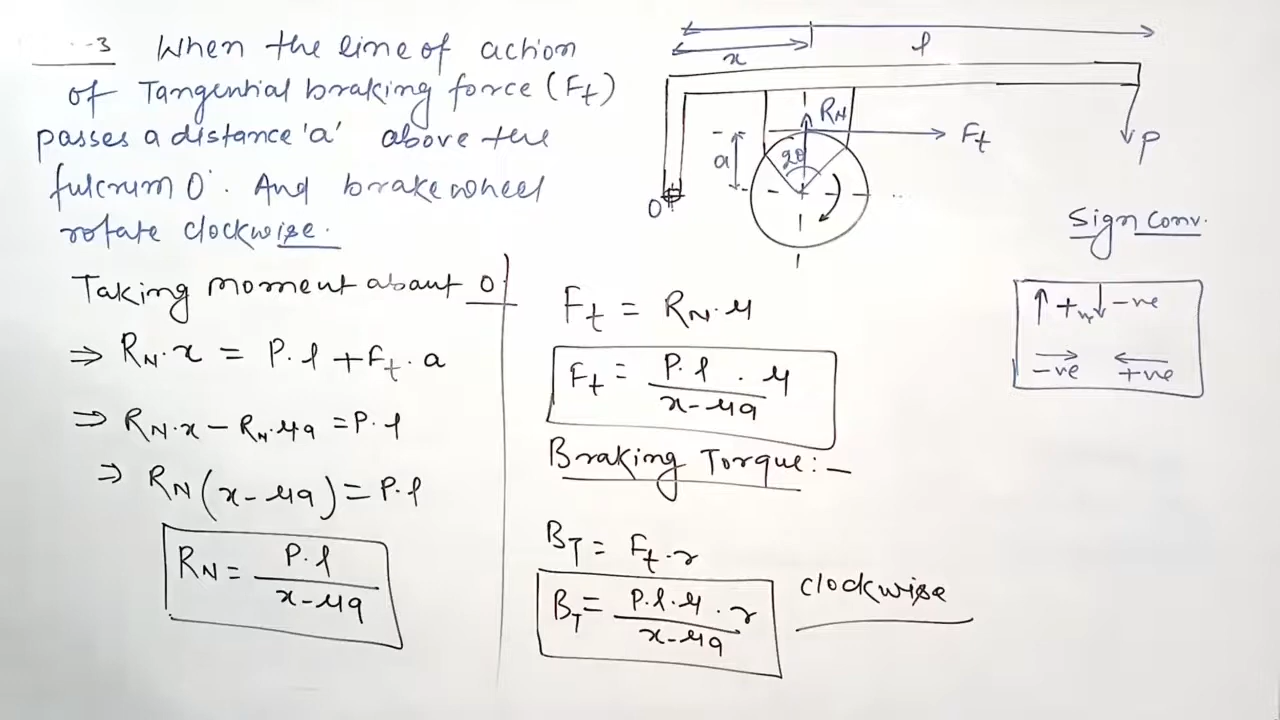 -3 When the line of action
of Tangential braking force (Ft)
passes a distance 'a' above the
fulcrum O. And brake wheel
rotate clockwise.
Taking moment about O
⇒ RN.x = P.l + Ft.a
⇒ RN.x - RN.μa = P.l
⇒ RN(x-μa) = P.l
RN = P.l / x-μa
Ft = RN.μ
Ft = P.l / x-μa . μ
Braking Torque:-
BT = Ft.r
BT = P.l.μ / x-μa . r
clockwise
x
l
RN
Ft
P
a
2θ
O
Sign Conv.
↑ +ve ↓ -ve
→ -ve ← +ve